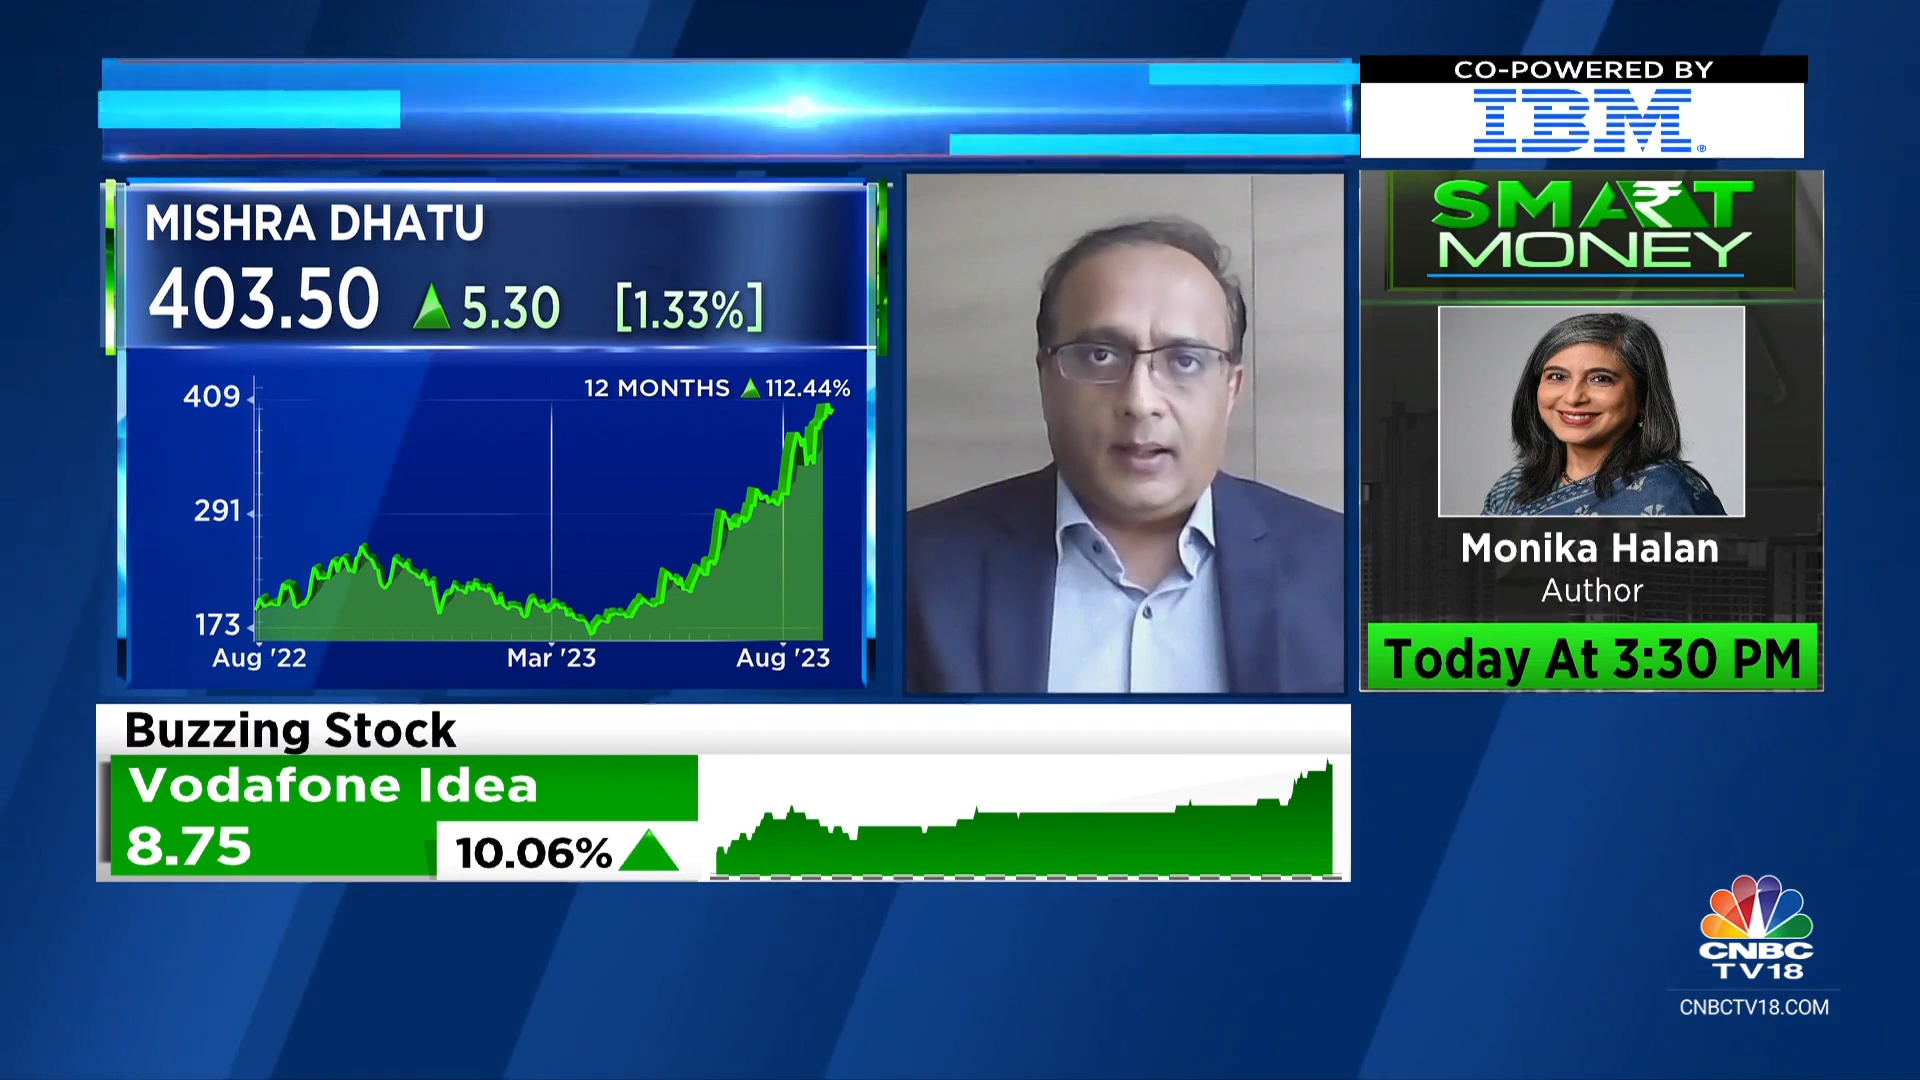 CO-POWERED BY
IBM
MISHRA DHATU
403.50 ▲ 5.30 [1.33%]
12 MONTHS ▲ 112.44%
409
291
173
Aug '22 Mar '23 Aug '23
SMA₹T
MONEY
Monika Halan
Author
Today At 3:30 PM
Buzzing Stock
Vodafone Idea
8.75
10.06% ▲
CNBC
TV18
CNBCTV18.COM